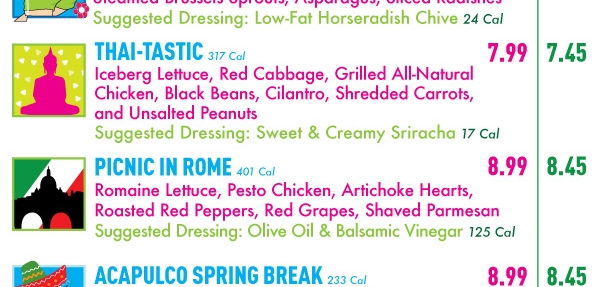 Steamed Brussels Sprouts, Asparagus, Sliced Radishes
Suggested Dressing: Low-Fat Horseradish Chive 24 Cal
THAI-TASTIC 317 Cal 7.99 7.45
Iceberg Lettuce, Red Cabbage, Grilled All-Natural
Chicken, Black Beans, Cilantro, Shredded Carrots,
and Unsalted Peanuts
Suggested Dressing: Sweet & Creamy Sriracha 17 Cal
PICNIC IN ROME 401 Cal 8.99 8.45
Romaine Lettuce, Pesto Chicken, Artichoke Hearts,
Roasted Red Peppers, Red Grapes, Shaved Parmesan
Suggested Dressing: Olive Oil & Balsamic Vinegar 125 Cal
ACAPULCO SPRING BREAK 233 Cal 8.99 8.45